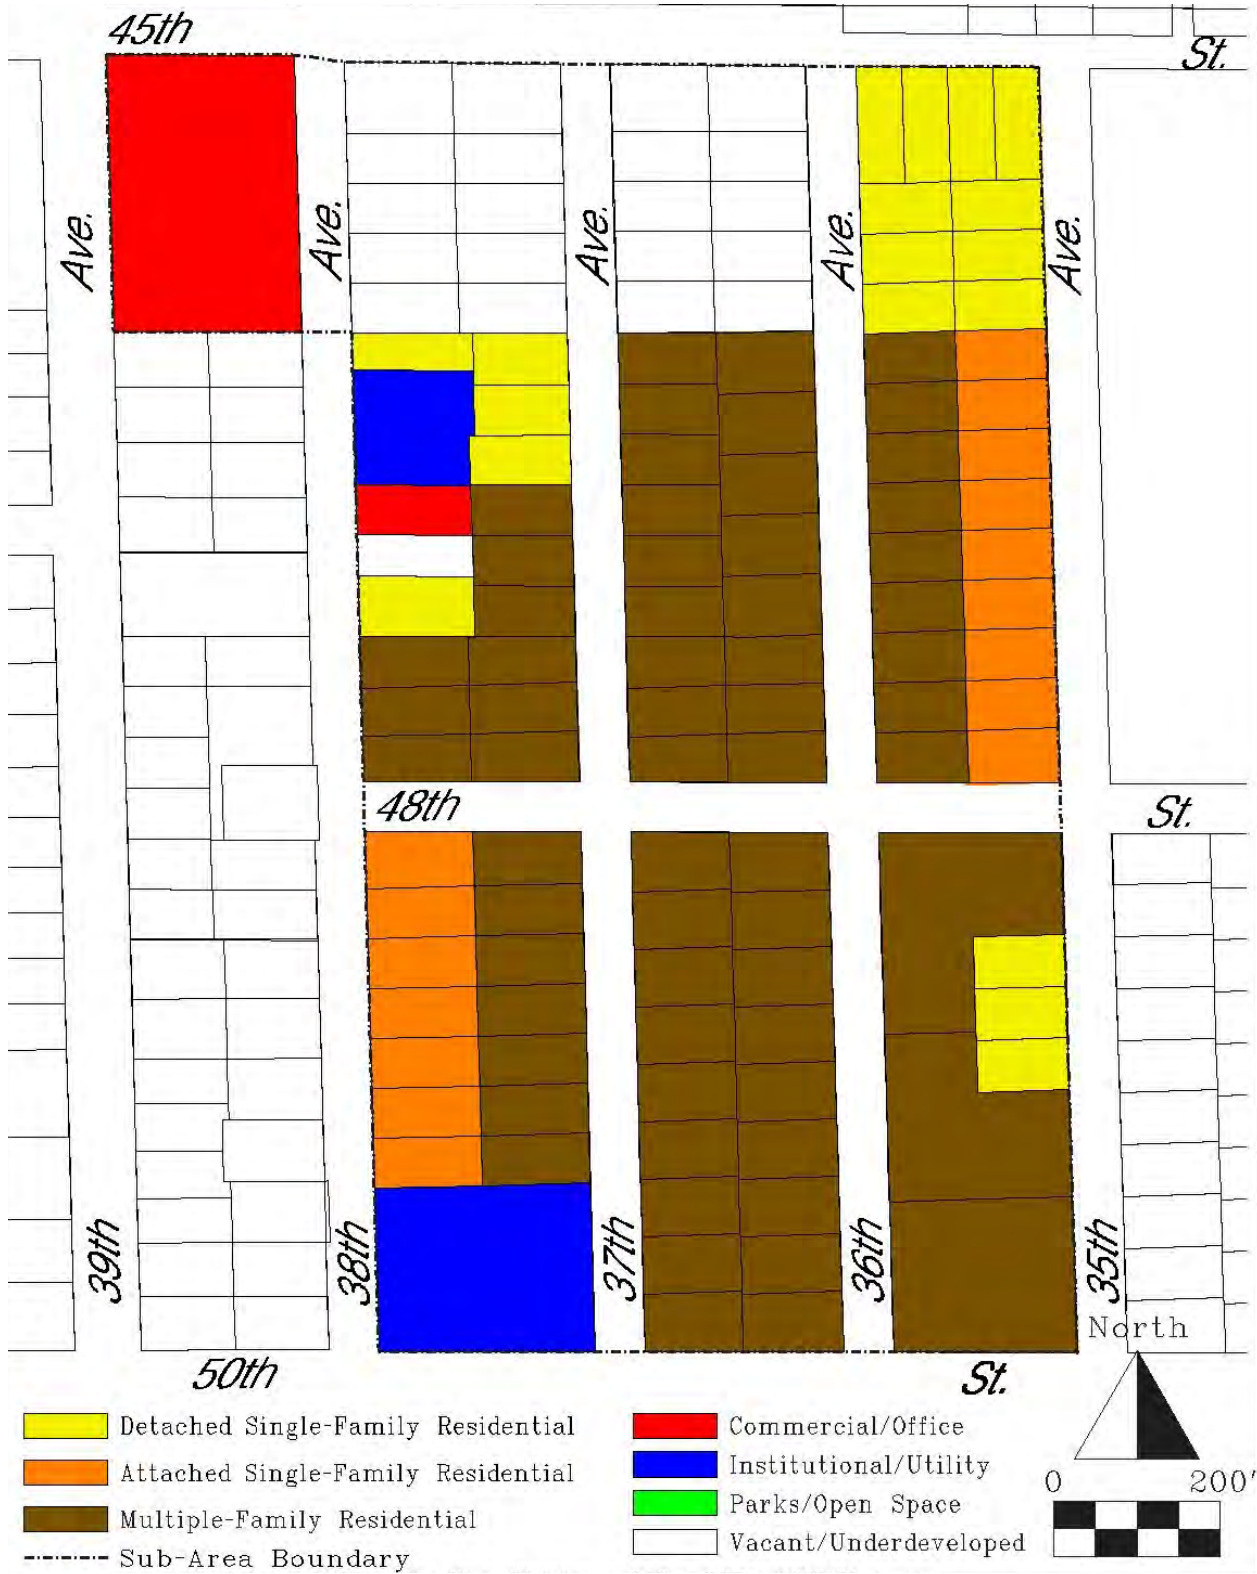 45th
St.
Ave.
Ave.
Ave.
Ave.
Ave.
48th
St.
39th
38th
37th
36th
35th
North
50th
St.
Detached Single-Family Residential
Attached Single-Family Residential
Multiple-Family Residential
Sub-Area Boundary
Commercial/Office
Institutional/Utility
Parks/Open Space
Vacant/Underdeveloped
0 200'